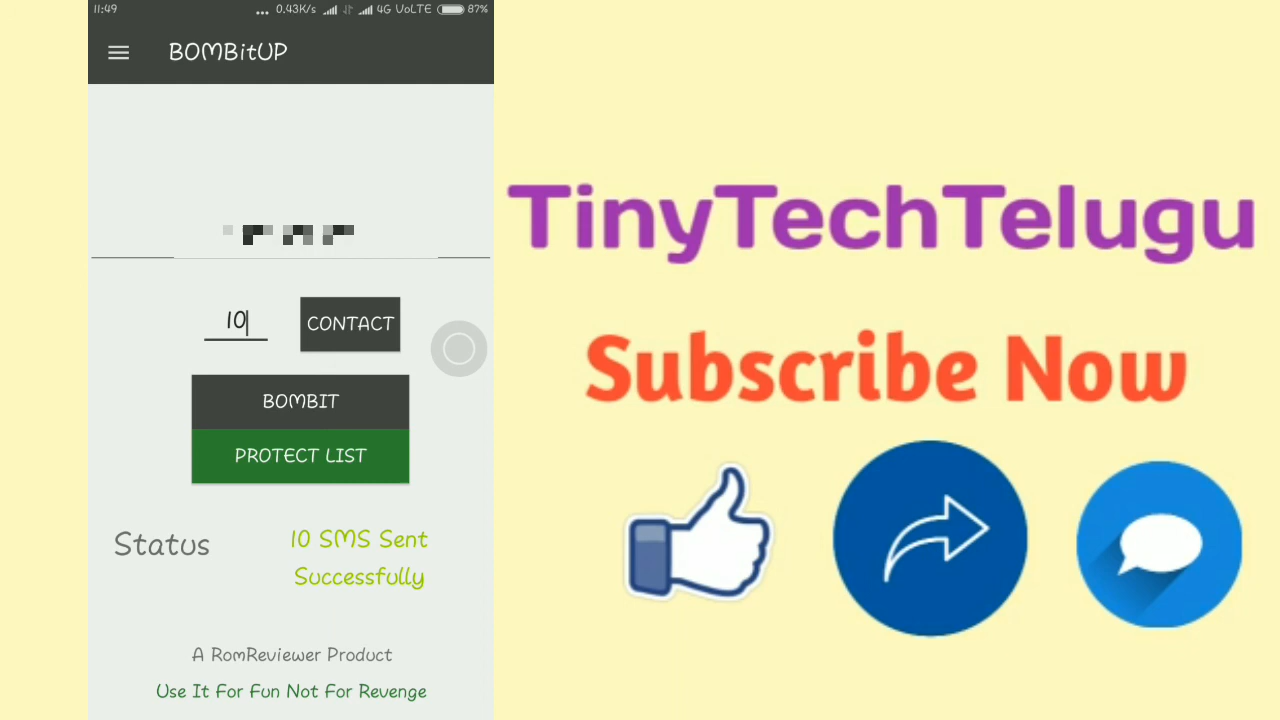 11:49
... 0.43K/s 4G VoLTE 87%
BOMBitUP
10
CONTACT
BOMBIT
PROTECT LIST
Status
10 SMS Sent
Successfully
A RomReviewer Product
Use It For Fun Not For Revenge
TinyTechTelugu
Subscribe Now